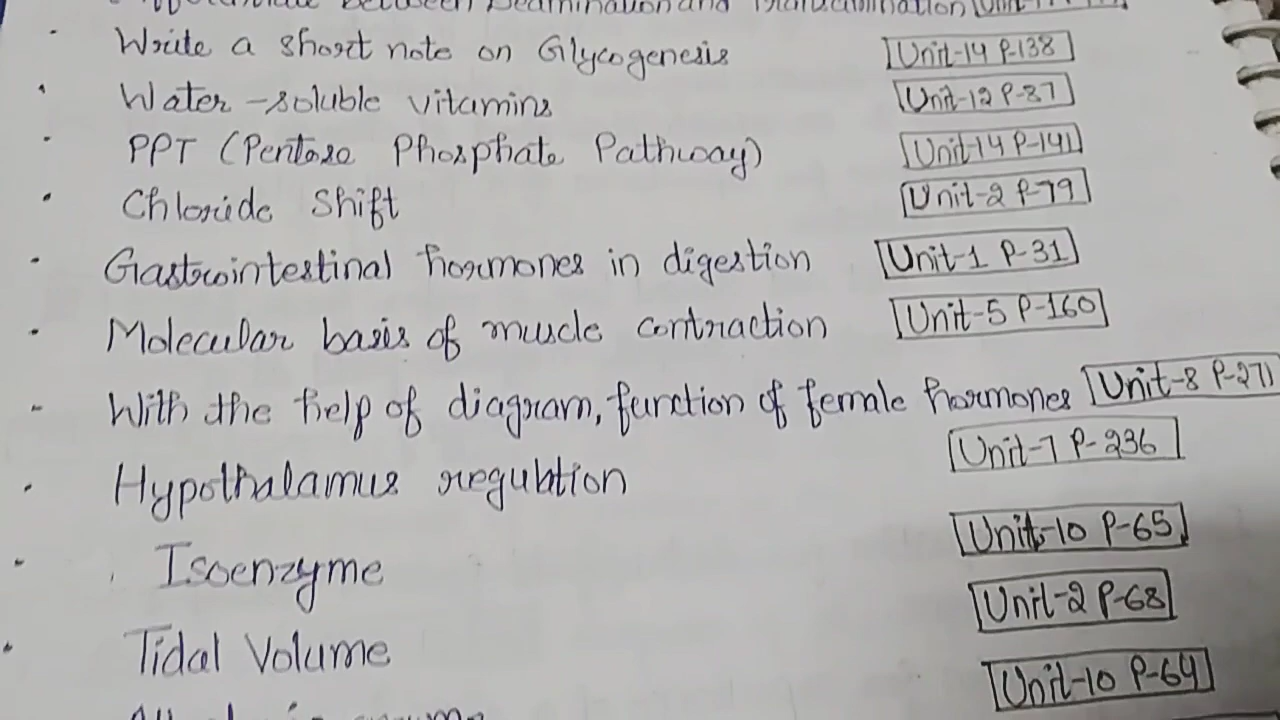 between Deamination and
Write a short note on Glycogenesis [Unit-14 P-138]
Water-soluble vitamins [Unit-12 P-87]
PPT (Pentose Phosphate Pathway) [Unit-14 P-141]
Chloride Shift [Unit-2 P-79]
Gastrointestinal hormones in digestion [Unit-1 P-31]
Molecular basis of muscle contraction [Unit-5 P-160]
With the help of diagram, function of female hormones [Unit-8 P-271
Hypothalamus regulation [Unit-7 P-236]
Isoenzyme [Unit-10 P-65]
Tidal Volume [Unit-2 P-68]
[Unit-10 P-64]